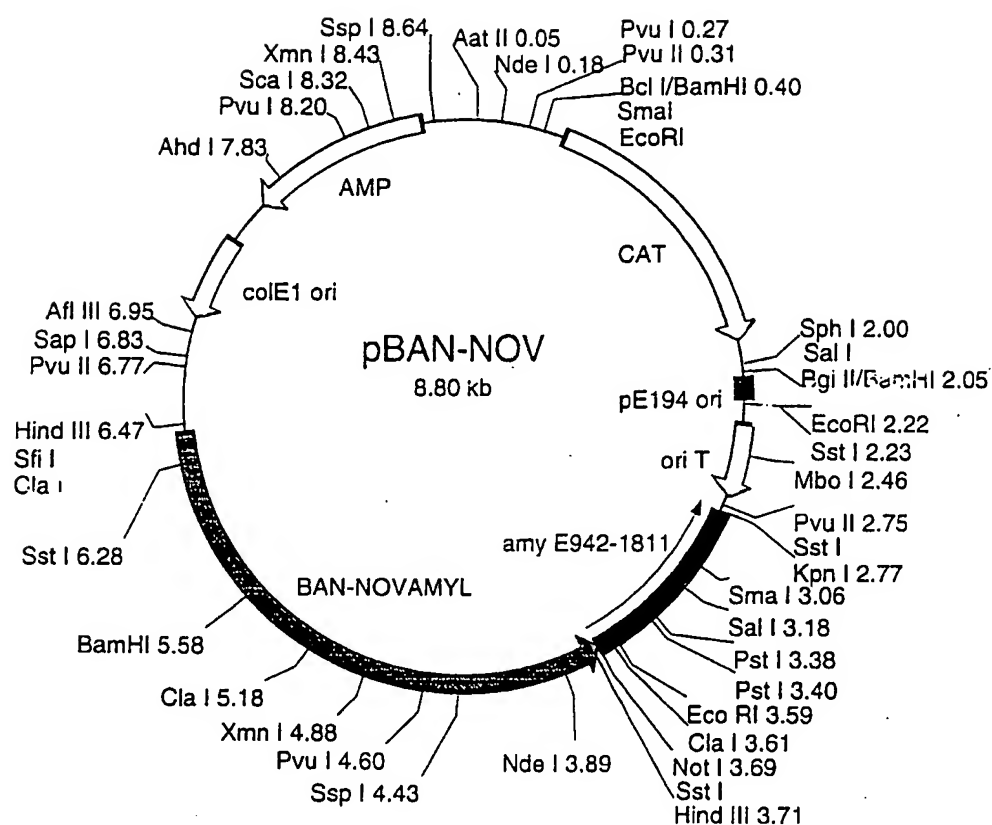 Ssp I 8.64
Xmn I 8.43
Sca I 8.32
Pvu I 8.20
Ahd I 7.83
Aat II 0.05
Nde I 0.18
Pvu I 0.27
Pvu II 0.31
Bcl I/BamHI 0.40
SmaI
EcoRI
AMP
CAT
colE1 ori
Afl III 6.95
Sap I 6.83
Pvu II 6.77
pBAN-NOV
8.80 kb
Sph I 2.00
Sal I
BamHI 2.05
pE194 ori
EcoRI 2.22
Sst I 2.23
Mbo I 2.46
ori T
Hind III 6.47
Sfi I
Cla I
Sst I 6.28
amy E942-1811
Pvu II 2.75
Sst I
Kpn I 2.77
Sma I 3.06
Sal I 3.18
Pst I 3.38
Pst I 3.40
Eco RI 3.59
Cla I 3.61
Not I 3.69
Sst I
Hind III 3.71
BAN-NOVAMYL
BamHI 5.58
Cla I 5.18
Xmn I 4.88
Pvu I 4.60
Ssp I 4.43
Nde I 3.89